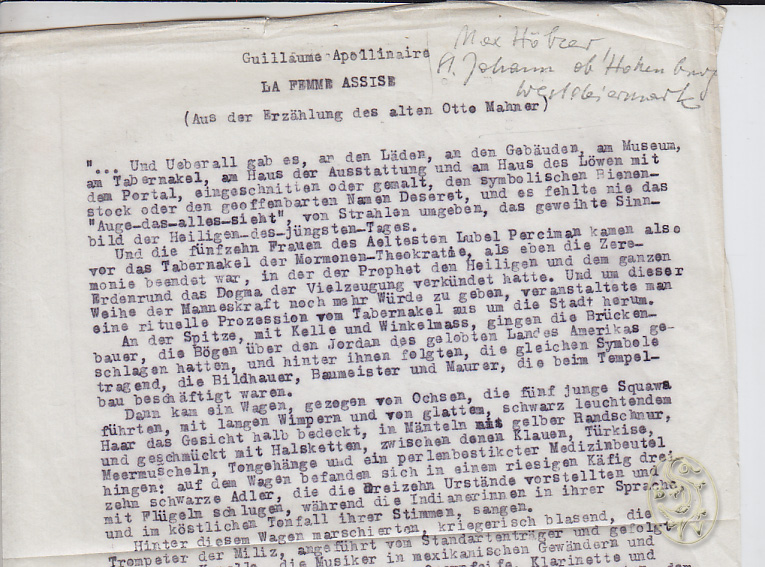 Guillaume Apollinaire
LA FEMME ASSISE
(Aus der Erzählung des alten Otto Mahner)
Max Hölzer
St. Johann ob Hohenburg
Weststeiermark
"... Und Ueberall gab es, an den Läden, an den Gebäuden, am Museum,
am Tabernakel, am Haus der Ausstattung und am Haus des Löwen mit
dem Portal, eingeschnitten oder gemalt, den symbolischen Bienen-
stock oder den geoffenbarten Namen Deseret, und es fehlte nie das
"Auge-das-alles-sieht", von Strahlen umgeben, das geweihte Sinn-
bild der Heiligen-des-jüngsten-Tages.
Und die fünfzehn Frauen des Aeltesten Lubel Perciman kamen also
vor das Tabernakel der Mormonen-Theokratie, als eben die Zere-
monie beendet war, in der der Prophet den Heiligen und dem ganzen
Erdenrund das Dogma der Vielzeugung verkündet hatte. Und um dieser
Weihe der Manneskraft noch mehr Würde zu geben, veranstaltete man
eine rituelle Prozession vom Tabernakel aus um die Stadt herum.
An der Spitze, mit Kelle und Winkelmass, gingen die Brücken-
bauer, die Bögen über den Jordan des gelobten Landes Amerikas ge-
schlagen hatten, und hinter ihnen folgten, die gleichen Symbole
tragend, die Bildhauer, Baumeister und Maurer, die beim Tempel-
bau beschäftigt waren.
Dann kam ein Wagen, gezogen von Ochsen, die fünf junge Squawa
führten, mit langen Wimpern und von glattem, schwarz leuchtendem
Haar das Gesicht halb bedeckt, in Mänteln mit gelber Randschnur,
und geschmückt mit Halsketten, zwischen denen Klauen, Türkise,
Meermuscheln, Tongehänge und ein perlenbestikcter Medizinbeutel
hingen; auf dem Wagen befanden sich in einem riesigen Käfig drei-
zehn schwarze Adler, die die dreizehn Urstände vorstellten und
mit Flügeln schlugen, während die Indianerinnen in ihrer Sprache,
und im köstlichen Tonfall ihrer Stimmen, sangen.
Hinter diesem Wagen marschierten, kriegerisch blasend, die
Trompeter der Miliz, angeführt vom Standartenträger und gefolgt
die Musiker in mexikanischen Gewändern und
Klarinette und